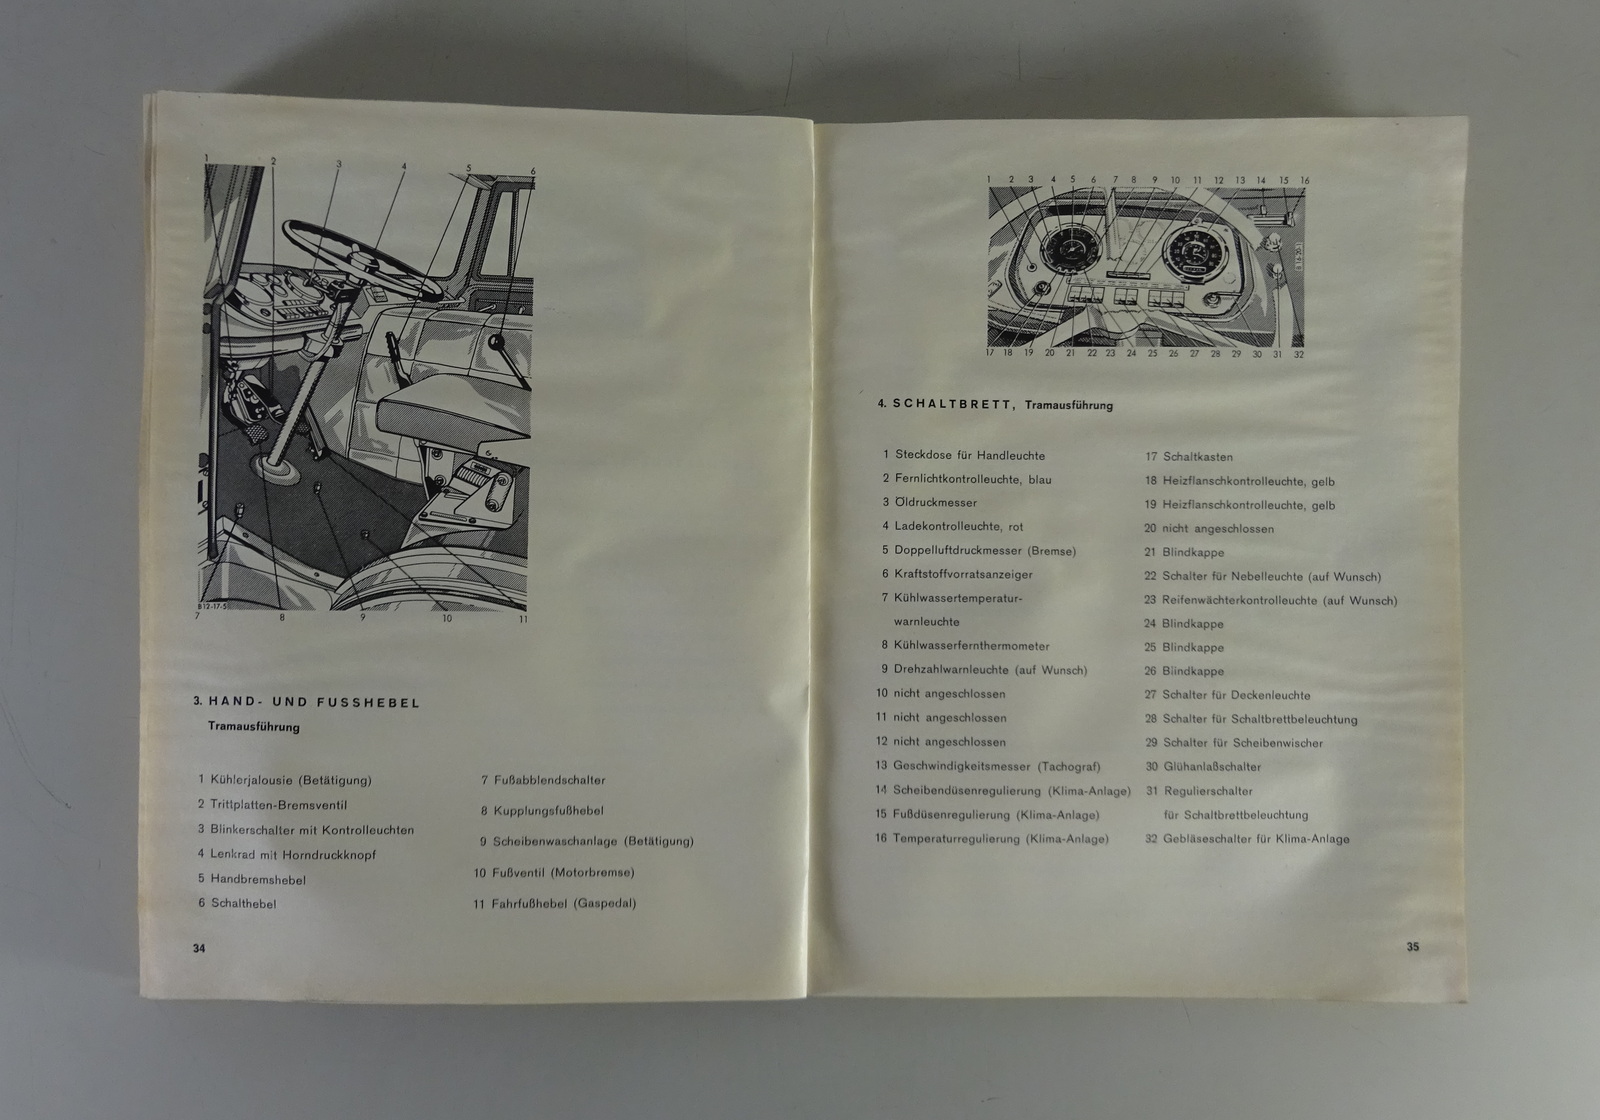 1 2 3 4 5 6
B 12-17-5
7 8 9 10 11
3. HAND- UND FUSSHEBEL
Tramausführung
1 Kühlerjalousie (Betätigung)
2 Trittplatten-Bremsventil
3 Blinkerschalter mit Kontrolleuchten
4 Lenkrad mit Horndruckknopf
5 Handbremshebel
6 Schalthebel
7 Fußabblendschalter
8 Kupplungsfußhebel
9 Scheibenwaschanlage (Betätigung)
10 Fußventil (Motorbremse)
11 Fahrfußhebel (Gaspedal)
34
1 2 3 4 5 6 7 8 9 10 11 12 13 14 15 16
17 18 19 20 21 22 23 24 25 26 27 28 29 30 31 32
4. SCHALTBRETT, Tramausführung
1 Steckdose für Handleuchte
2 Fernlichtkontrolleuchte, blau
3 Öldruckmesser
4 Ladekontrolleuchte, rot
5 Doppelluftdruckmesser (Bremse)
6 Kraftstoffvorratsanzeiger
7 Kühlwassertemperatur-
warnleuchte
8 Kühlwasserfernthermometer
9 Drehzahlwarnleuchte (auf Wunsch)
10 nicht angeschlossen
11 nicht angeschlossen
12 nicht angeschlossen
13 Geschwindigkeitsmesser (Tachograf)
14 Scheibendüsenregulierung (Klima-Anlage)
15 Fußdüsenregulierung (Klima-Anlage)
16 Temperaturregulierung (Klima-Anlage)
17 Schaltkasten
18 Heizflanschkontrolleuchte, gelb
19 Heizflanschkontrolleuchte, gelb
20 nicht angeschlossen
21 Blindkappe
22 Schalter für Nebelleuchte (auf Wunsch)
23 Reifenwächterkontrolleuchte (auf Wunsch)
24 Blindkappe
25 Blindkappe
26 Blindkappe
27 Schalter für Deckenleuchte
28 Schalter für Schaltbrettbeleuchtung
29 Schalter für Scheibenwischer
30 Glühanlaßschalter
31 Regulierschalter
für Schaltbrettbeleuchtung
32 Gebläseschalter für Klima-Anlage
35